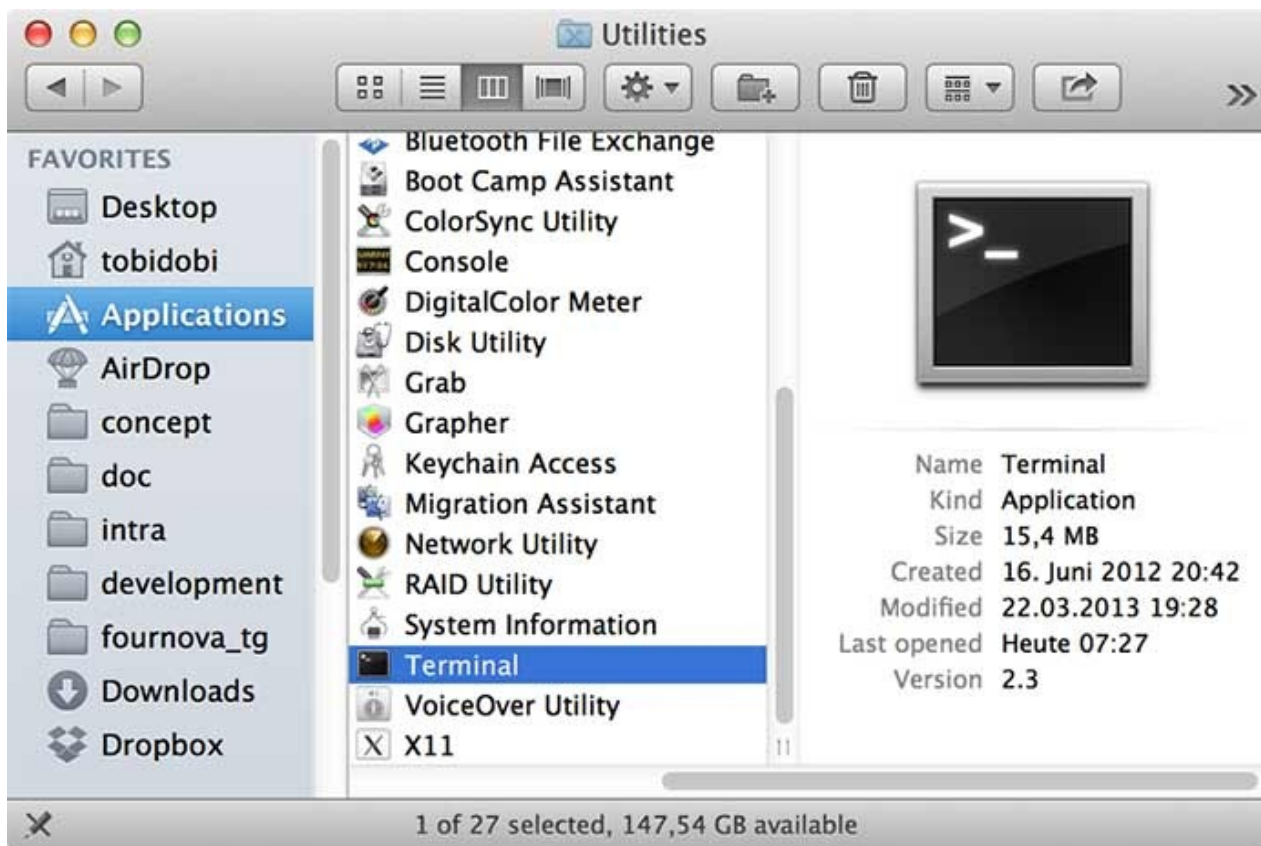 Utilities
FAVORITES
Desktop
tobidobi
Applications
AirDrop
concept
doc
intra
development
fournova_tg
Downloads
Dropbox
Bluetooth File Exchange
Boot Camp Assistant
ColorSync Utility
Console
DigitalColor Meter
Disk Utility
Grab
Grapher
Keychain Access
Migration Assistant
Network Utility
RAID Utility
System Information
Terminal
VoiceOver Utility
X11
>_
Name Terminal
Kind Application
Size 15,4 MB
Created 16. Juni 2012 20:42
Modified 22.03.2013 19:28
Last opened Heute 07:27
Version 2.3
1 of 27 selected, 147,54 GB available